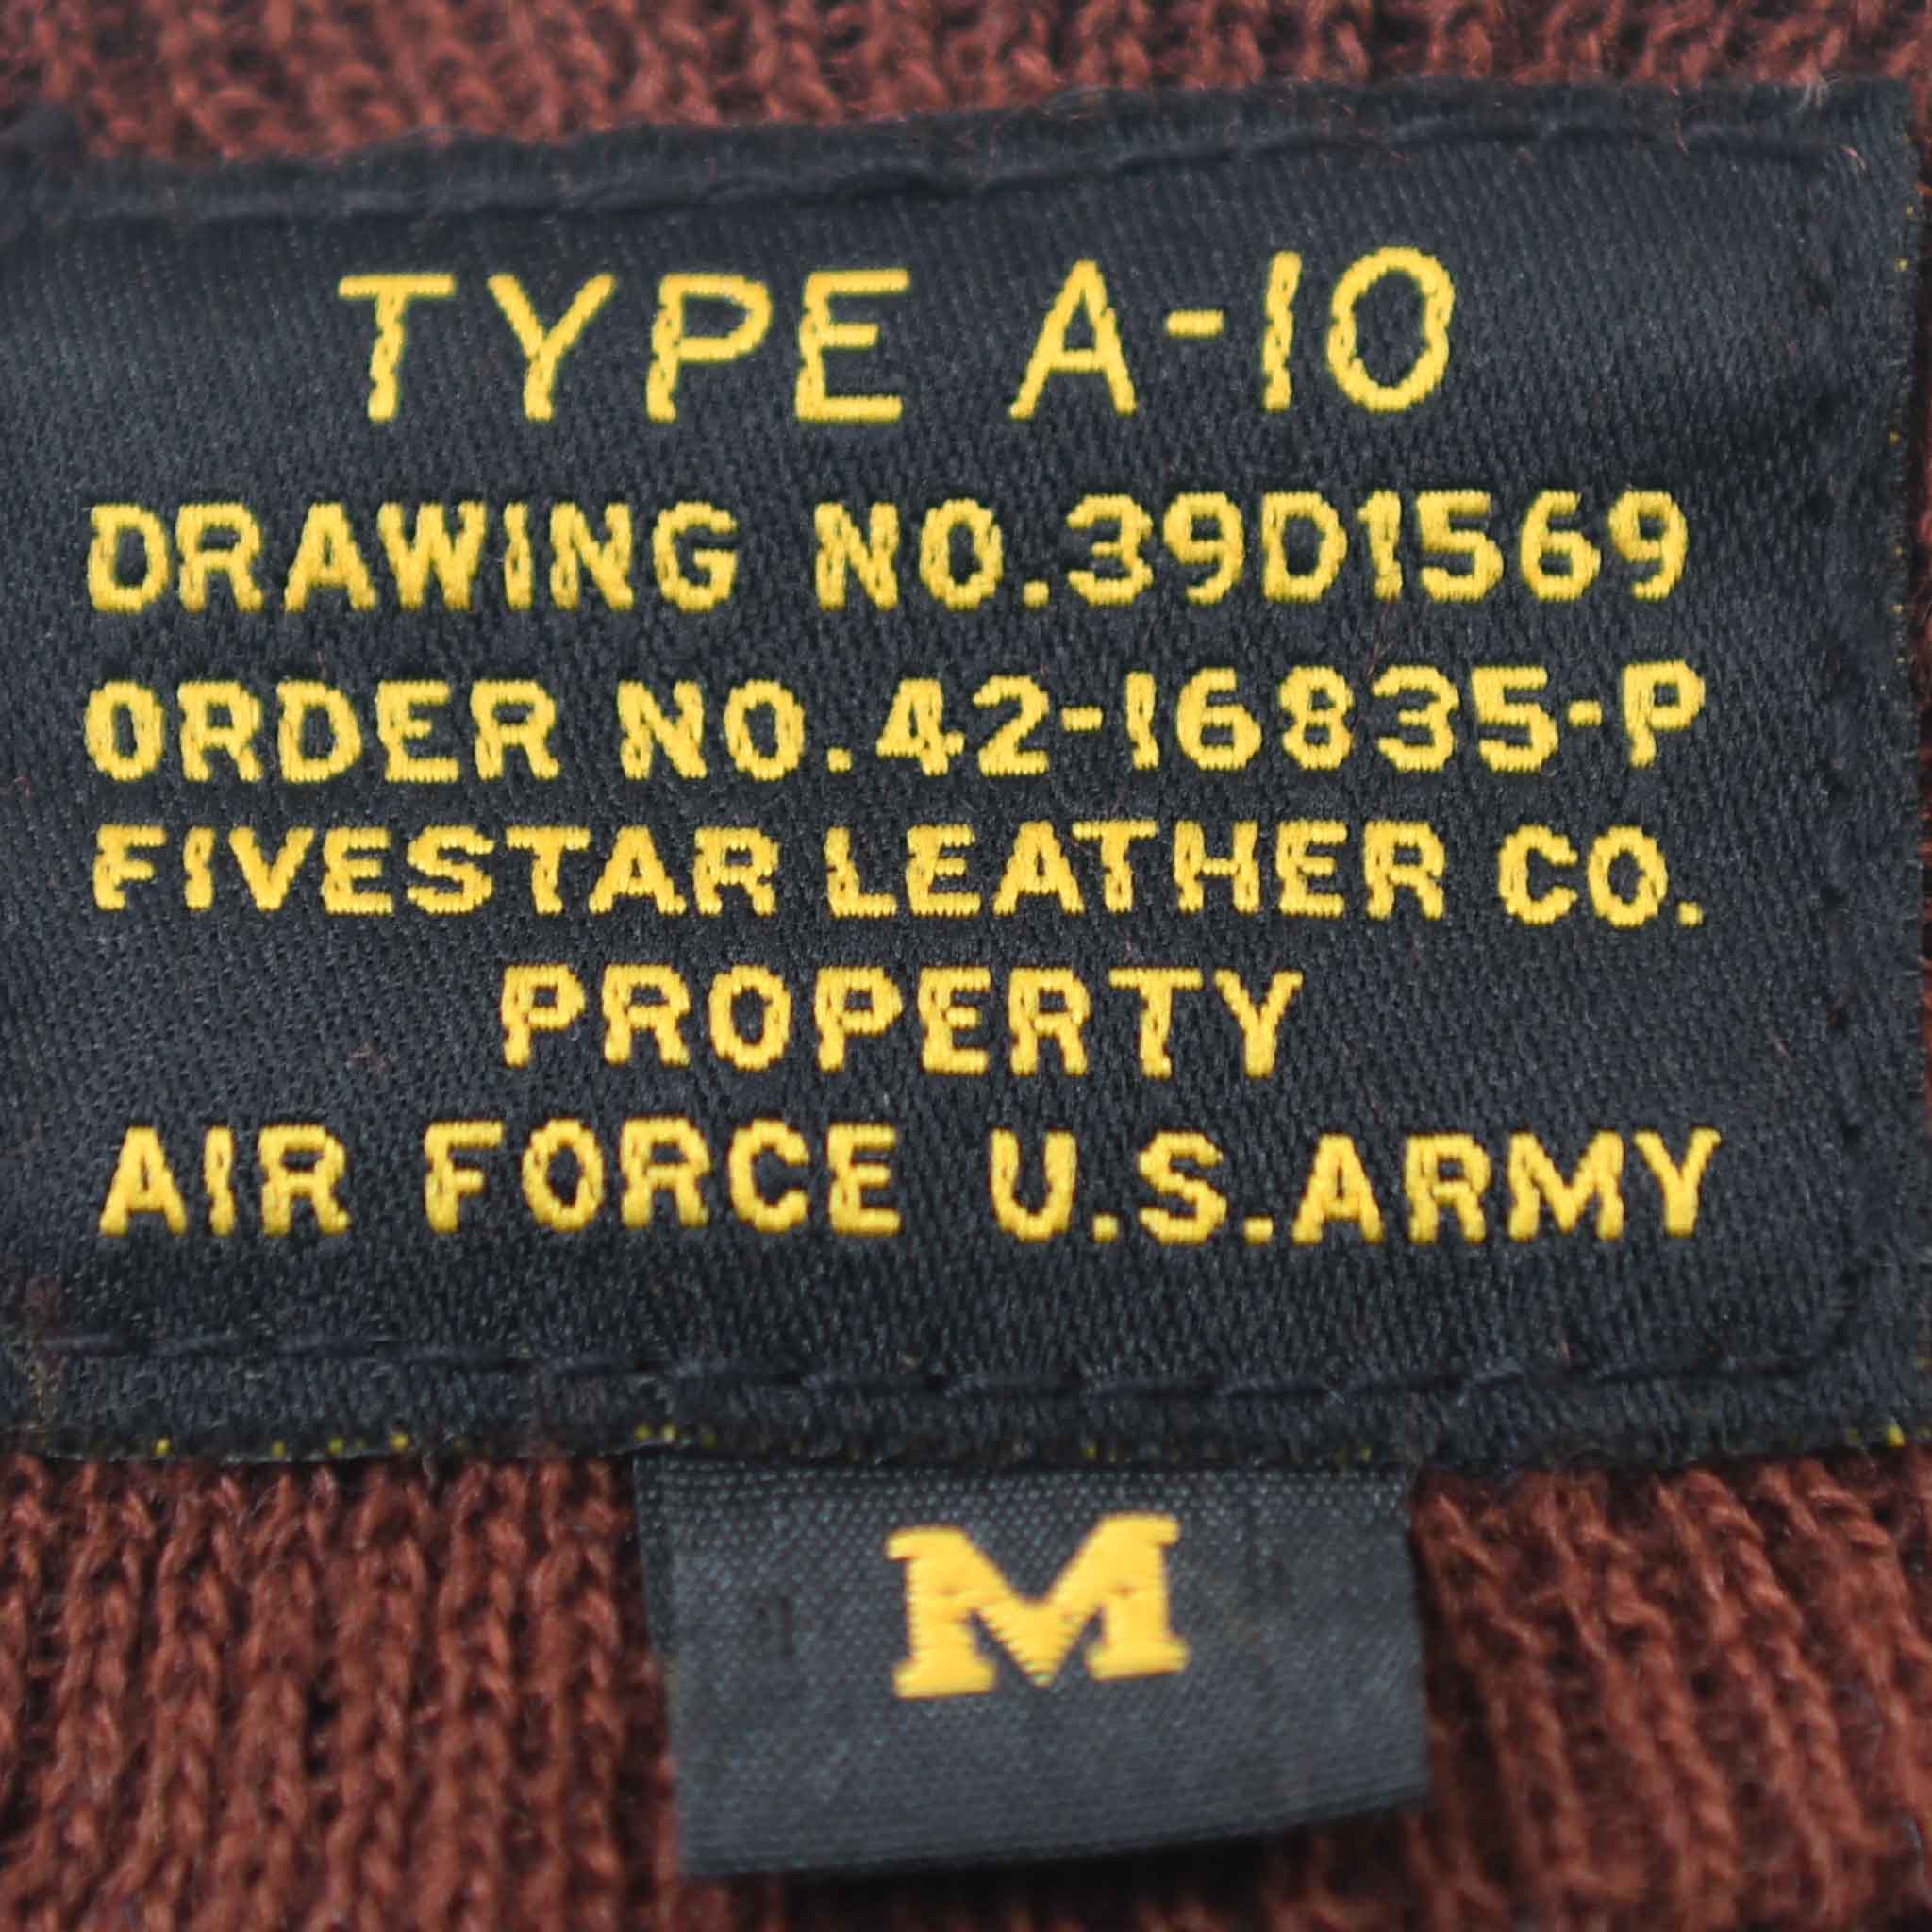 TYPE A-10
DRAWING NO.39D1569
ORDER NO.42-16835-P
FIVESTAR LEATHER CO.
PROPERTY
AIR FORCE U.S.ARMY
M